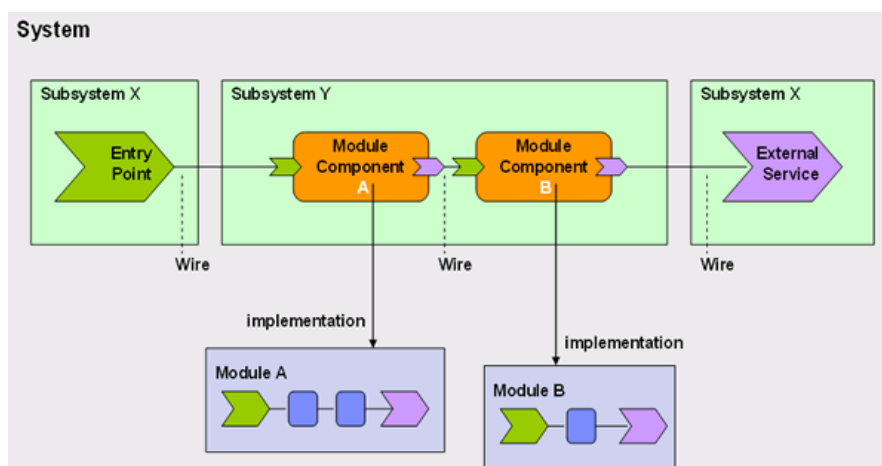 System
Subsystem X
Subsystem Y
Subsystem X
Entry
Point
Module
Component
A
Module
Component
B
External
Service
Wire
Wire
Wire
implementation
implementation
Module A
Module B